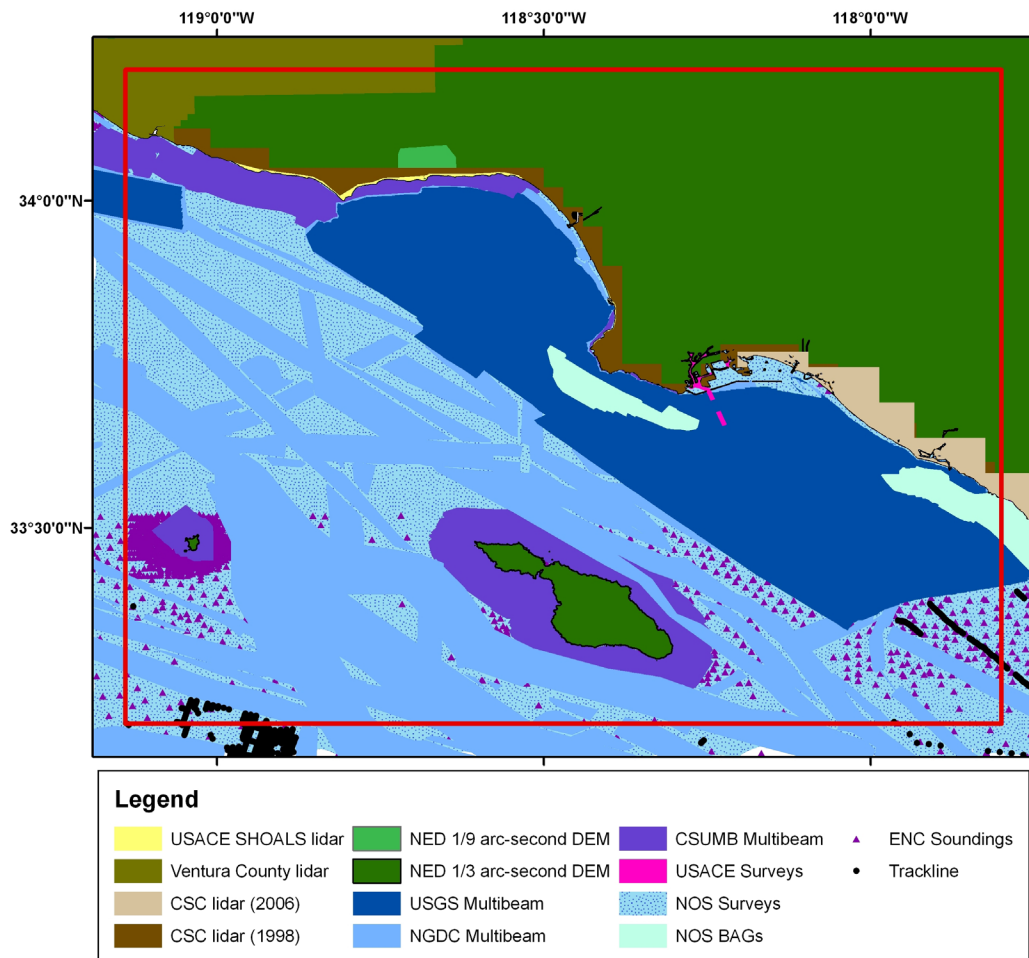 119°0'0"W 118°30'0"W 118°0'0"W
34°0'0"N
33°30'0"N
Legend
USACE SHOALS lidar NED 1/9 arc-second DEM CSUMB Multibeam ENC Soundings
Ventura County lidar NED 1/3 arc-second DEM USACE Surveys Trackline
CSC lidar (2006) USGS Multibeam NOS Surveys
CSC lidar (1998) NGDC Multibeam NOS BAGs